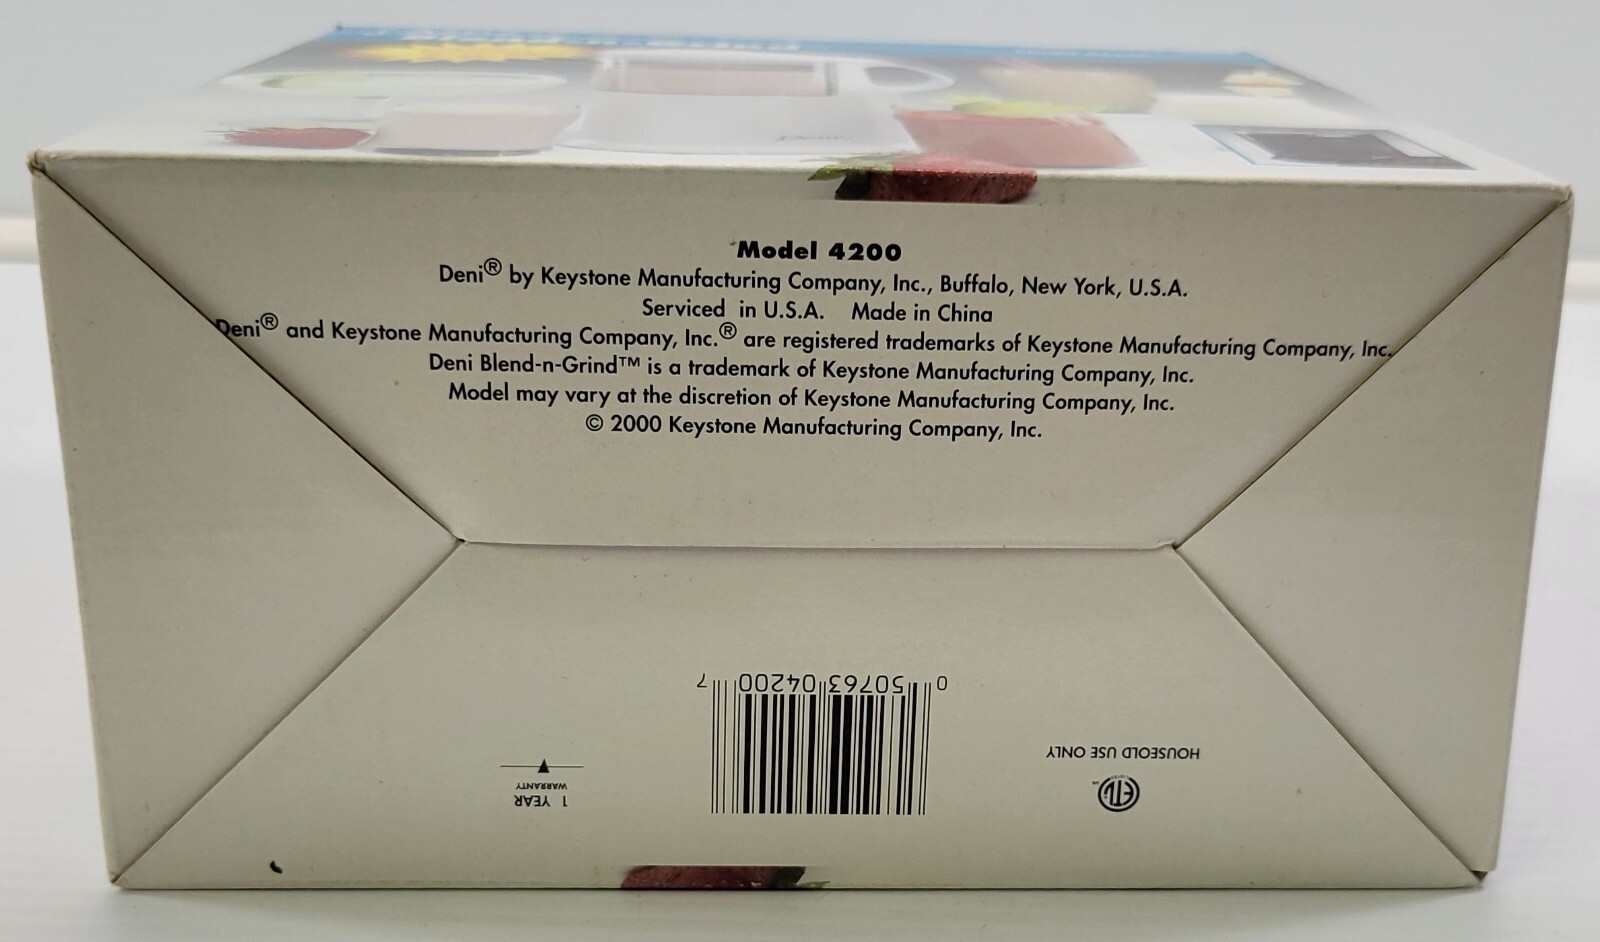 Model 4200
Deni® by Keystone Manufacturing Company, Inc., Buffalo, New York, U.S.A.
Serviced in U.S.A. Made in China
Deni® and Keystone Manufacturing Company, Inc.® are registered trademarks of Keystone Manufacturing Company, Inc.
Deni Blend-n-Grind™ is a trademark of Keystone Manufacturing Company, Inc.
Model may vary at the discretion of Keystone Manufacturing Company, Inc.
© 2000 Keystone Manufacturing Company, Inc.
0 50763 04200 7
HOUSEOLD USE ONLY
ETL
1 YEAR
WARRANTY